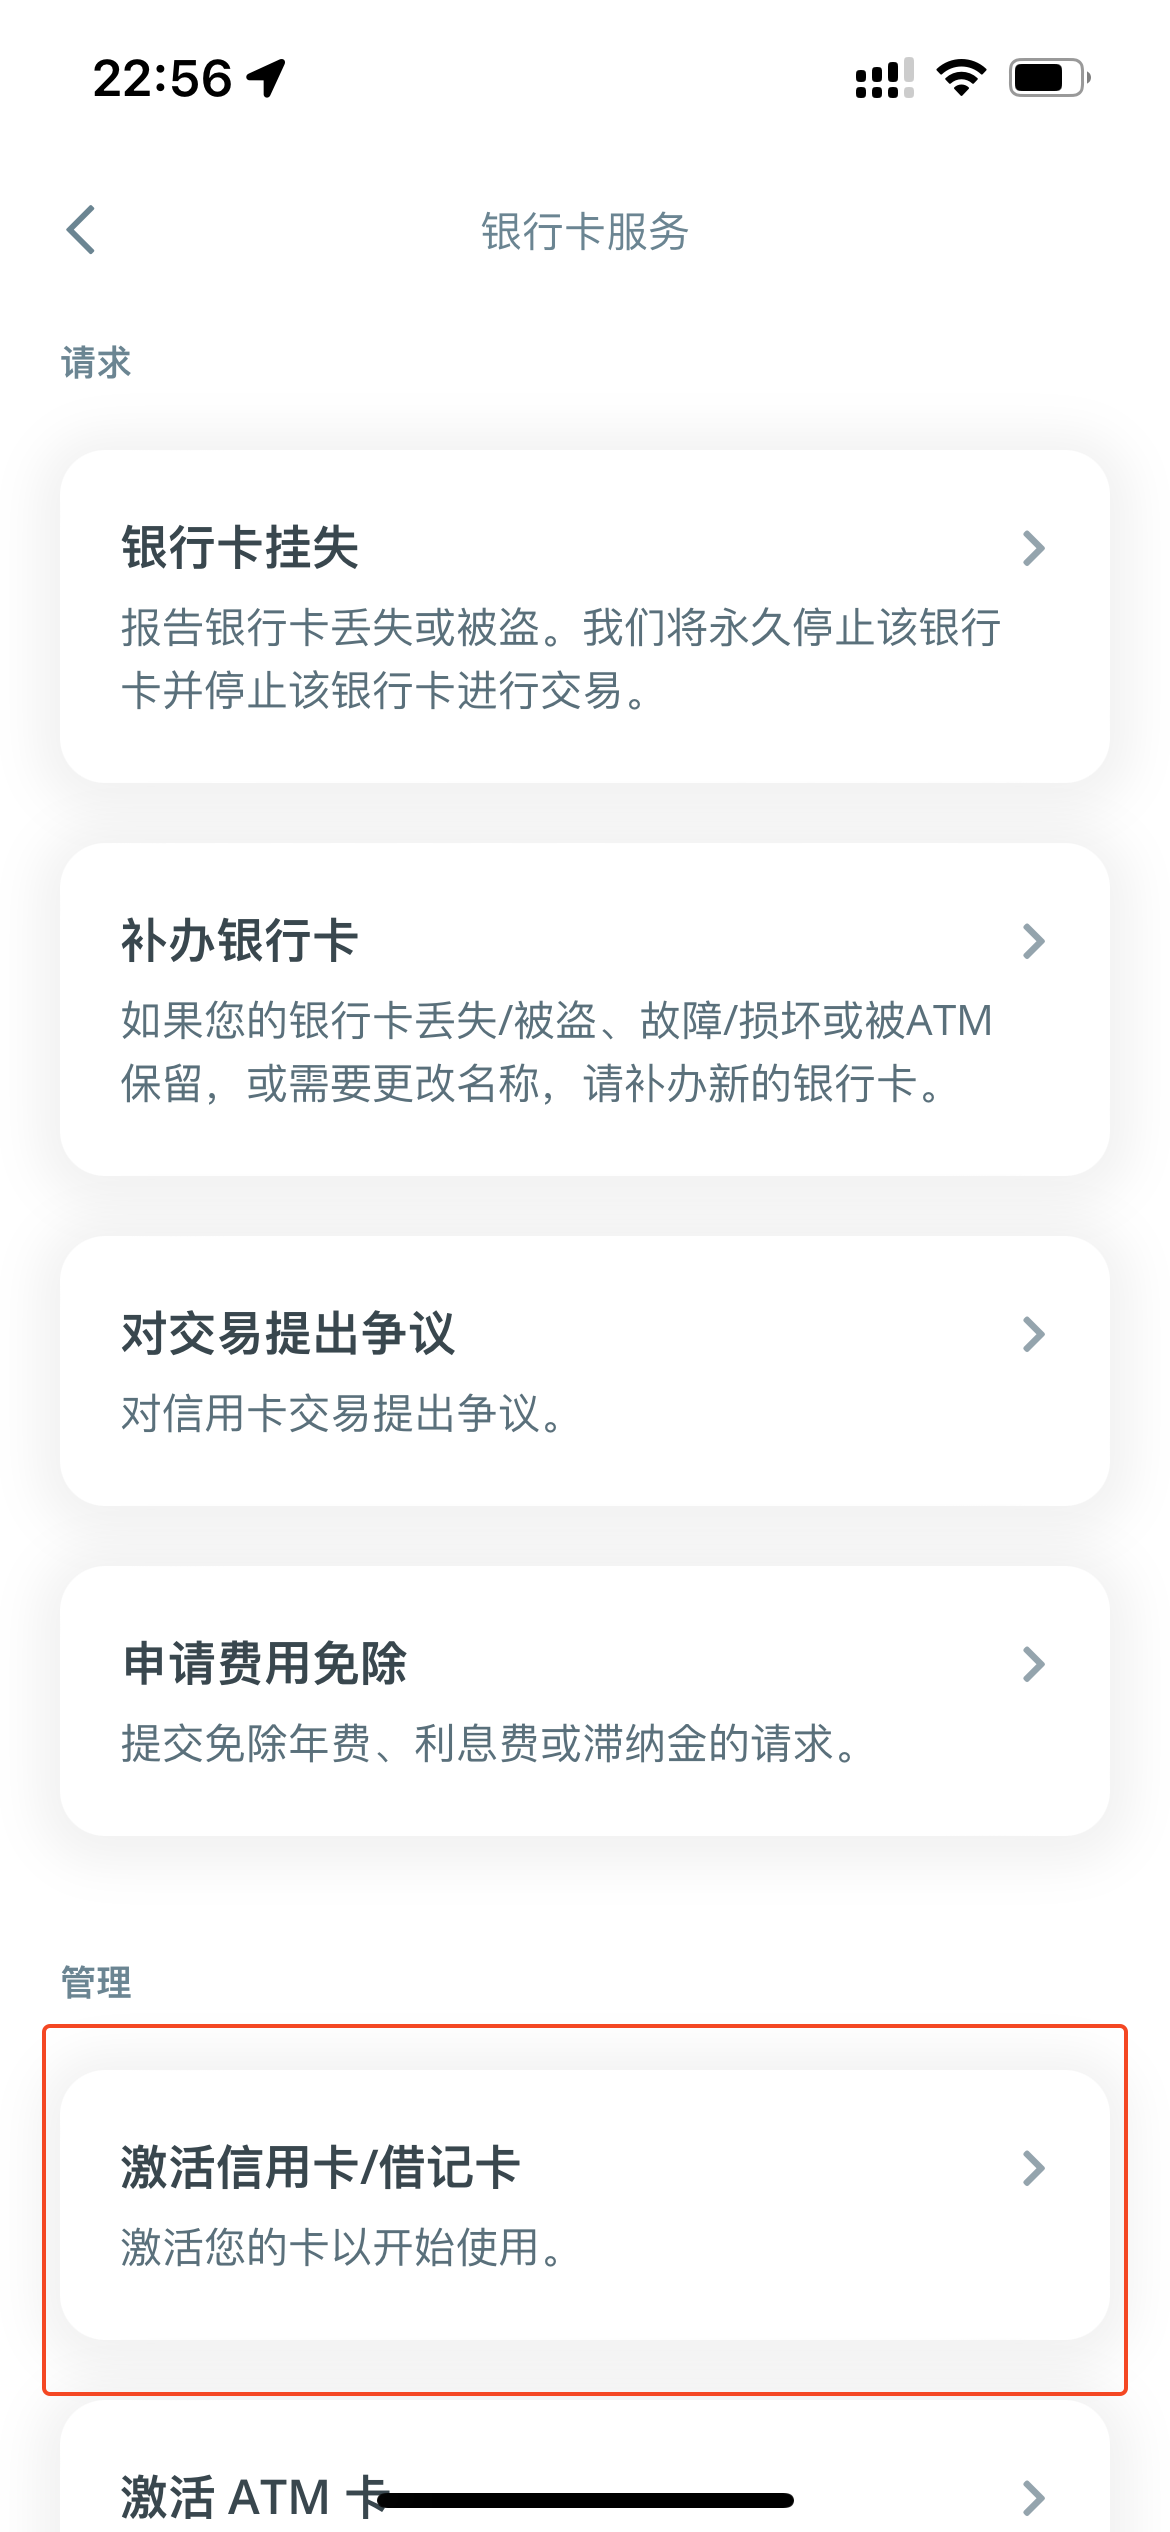 22:56
银行卡服务
请求
银行卡挂失
报告银行卡丢失或被盗。我们将永久停止该银行
卡并停止该银行卡进行交易。
补办银行卡
如果您的银行卡丢失/被盗、故障/损坏或被ATM
保留，或需要更改名称，请补办新的银行卡。
对交易提出争议
对信用卡交易提出争议。
申请费用免除
提交免除年费、利息费或滞纳金的请求。
管理
激活信用卡/借记卡
激活您的卡以开始使用。
激活 ATM 卡